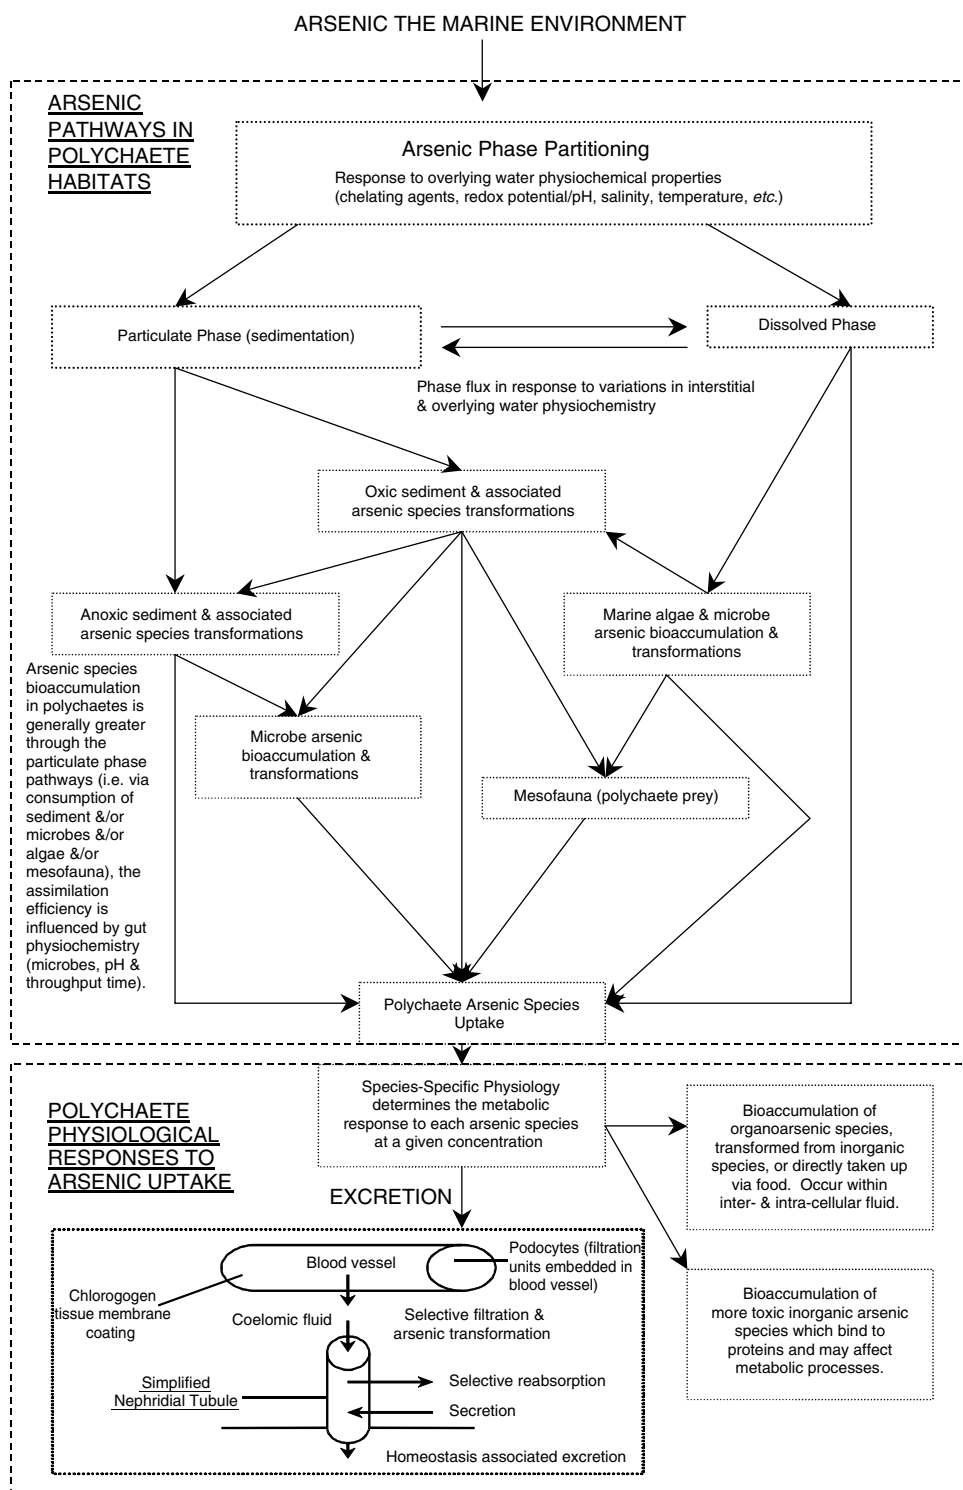 ARSENIC THE MARINE ENVIRONMENT
ARSENIC
PATHWAYS IN
POLYCHAETE
HABITATS
Arsenic Phase Partitioning
Response to overlying water physiochemical properties
(chelating agents, redox potential/pH, salinity, temperature, etc.)
Particulate Phase (sedimentation)
Dissolved Phase
Phase flux in response to variations in interstitial
& overlying water physiochemistry
Oxic sediment & associated
arsenic species transformations
Anoxic sediment & associated
arsenic species transformations
Marine algae & microbe
arsenic bioaccumulation &
transformations
Arsenic species
bioaccumulation
in polychaetes is
generally greater
through the
particulate phase
pathways (i.e. via
consumption of
sediment &/or
microbes &/or
algae &/or
mesofauna), the
assimilation
efficiency is
influenced by gut
physiochemistry
(microbes, pH &
throughput time).
Microbe arsenic
bioaccumulation &
transformations
Mesofauna (polychaete prey)
Polychaete Arsenic Species
Uptake
POLYCHAETE
PHYSIOLOGICAL
RESPONSES TO
ARSENIC UPTAKE
Species-Specific Physiology
determines the metabolic
response to each arsenic species
at a given concentration
Bioaccumulation of
organoarsenic species,
transformed from inorganic
species, or directly taken up
via food.  Occur within
inter- & intra-cellular fluid.
EXCRETION
Blood vessel
Podocytes (filtration
units embedded in
blood vessel)
Chlorogogen
tissue membrane
coating
Coelomic fluid
Selective filtration &
arsenic transformation
Bioaccumulation of
more toxic inorganic arsenic
species which bind to
proteins and may affect
metabolic processes.
Simplified
Nephridial Tubule
Selective reabsorption
Secretion
Homeostasis associated excretion